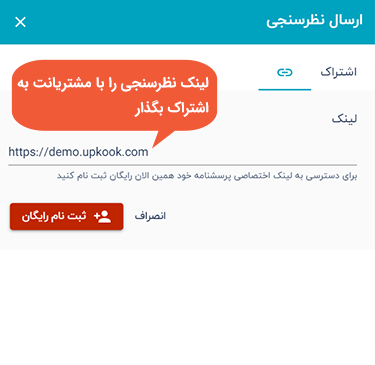 ارسال نظرسنجی
اشتراک
لینک نظرسنجی را با مشتریانت به
اشتراک بگذار
لینک
https://demo.upkook.com
برای دسترسی به لینک اختصاصی پرسشنامه خود همین الان رایگان ثبت نام کنید
انصراف
ثبت نام رایگان